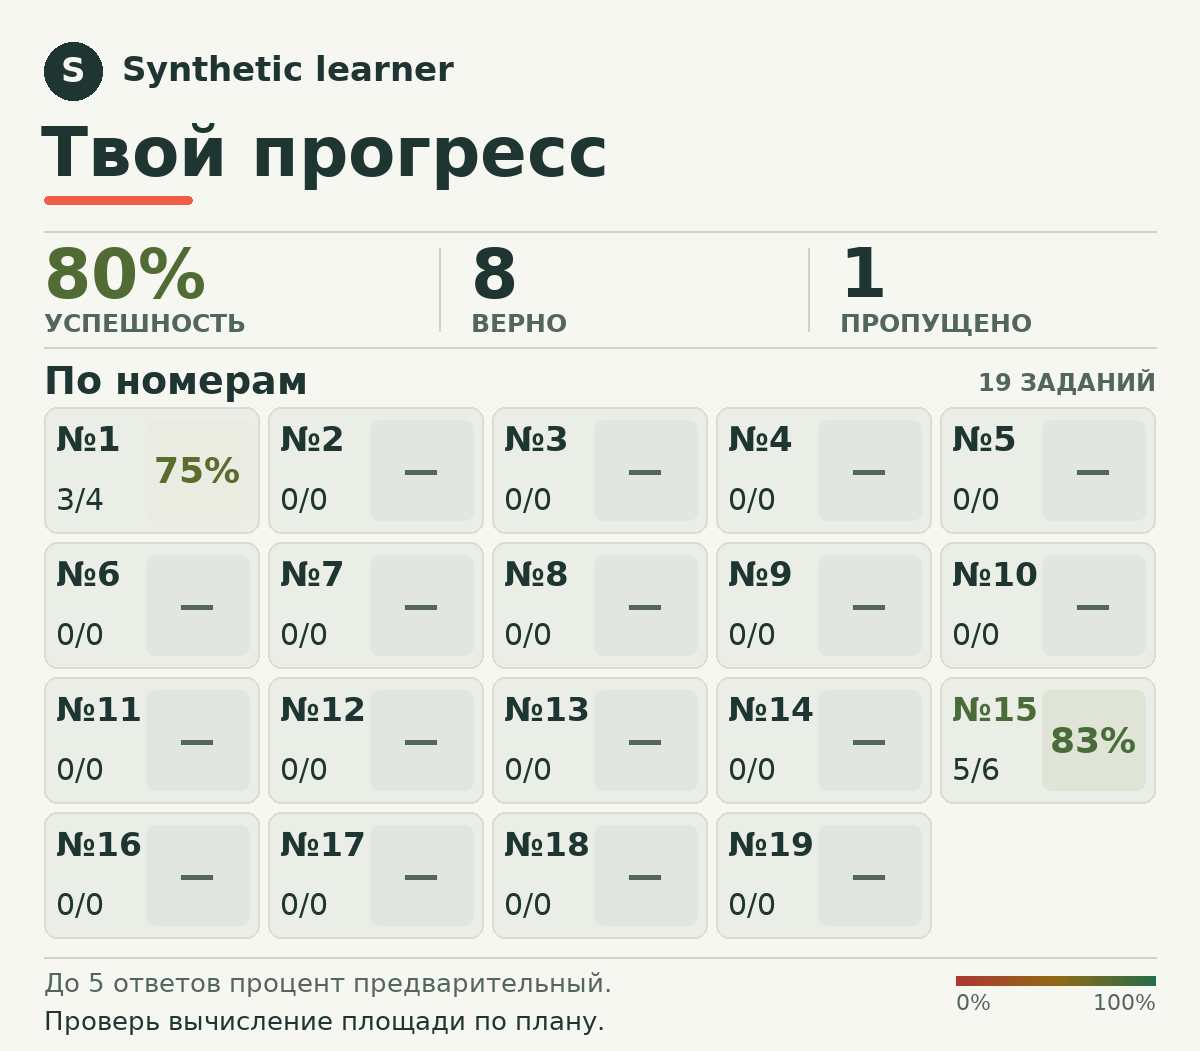 S Synthetic learner
Твой прогресс
80% 8 1
УСПЕШНОСТЬ ВЕРНО ПРОПУЩЕНО
По номерам 19 ЗАДАНИЙ
№1 75% №2 — №3 — №4 — №5 —
3/4 0/0 0/0 0/0 0/0
№6 — №7 — №8 — №9 — №10 —
0/0 0/0 0/0 0/0 0/0
№11 — №12 — №13 — №14 — №15 83%
0/0 0/0 0/0 0/0 5/6
№16 — №17 — №18 — №19 —
0/0 0/0 0/0 0/0
До 5 ответов процент предварительный.
0% 100%
Проверь вычисление площади по плану.